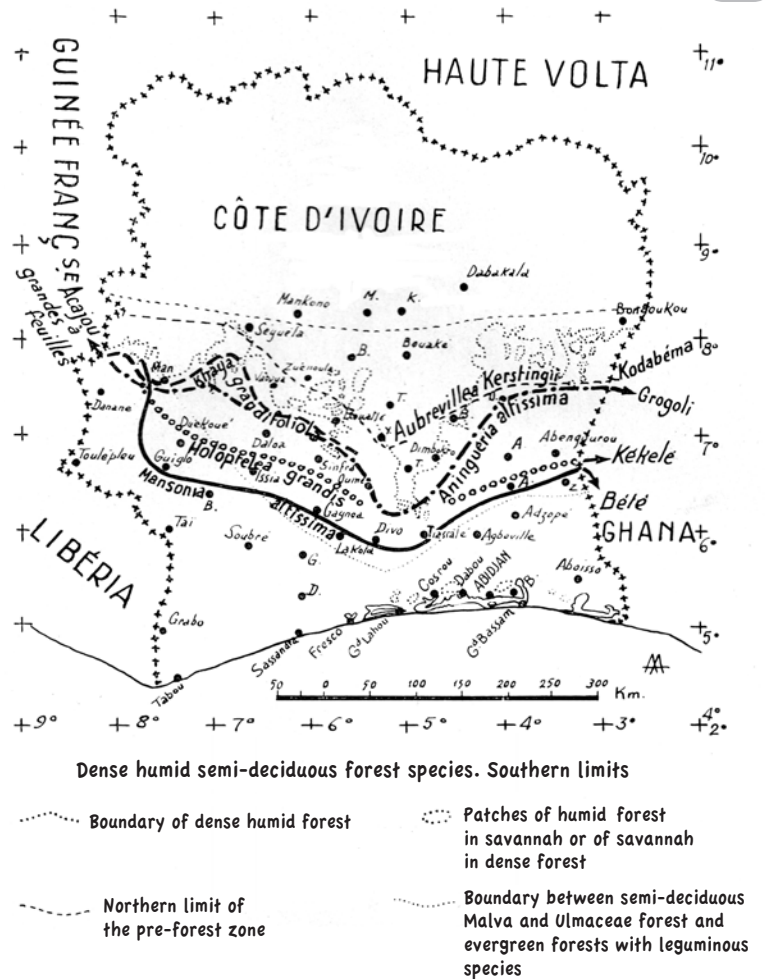 HAUTE VOLTA
11°
GUINÉE FRANÇSE
10°
CÔTE D'IVOIRE
9°
Dabakala
Acajou
à
grandes
feuilles
Mankono
M.
K.
Bondoukou
Séguéla
B.
Bouaké
8°
Man
Khaya grandifoliola
Zuénoula
Vavoua
Kodabéma
Aubrevillea Kerstingii
Grogoli
Danané
Bouaflé
T.
B.
Aningueria altissima
Duékoué
Daloa
Dimboko
A.
Abengourou
7°
Toulépleu
Guiglo
Holoptelea grandis
Issia
Sinfra
Oumé
T.
Kékélé
Mansonia altissima
B.
Gagnoa
A.
Bété
Adzopé
GHANA
Taï
Soubré
Lakota
Divo
Tiassalé
Agboville
6°
LIBÉRIA
G.
D.
Cosrou
Dabou
ABIDJAN
B.
Aboisso
Grabo
Sassandra
Fresco
Gd Lahou
Gd Bassam
5°
Tabou
50 0 50 100 150 200 250 300
Km.
9° 8° 7° 6° 5° 4° 3° 2°
4°
Dense humid semi-deciduous forest species. Southern limits
Boundary of dense humid forest
Patches of humid forest
in savannah or of savannah
in dense forest
Northern limit of
the pre-forest zone
Boundary between semi-deciduous
Malva and Ulmaceae forest and
evergreen forests with leguminous
species